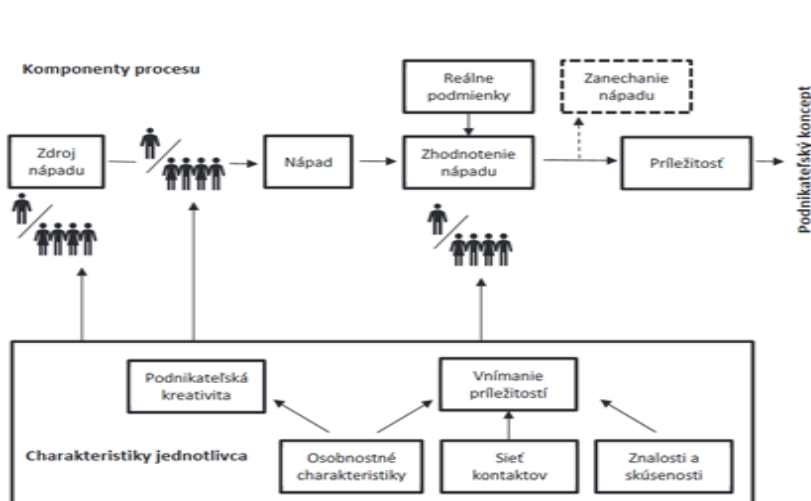 Komponenty procesu
Reálne
podmienky
Zanechanie
nápadu
Zdroj
nápadu
Nápad
Zhodnotenie
nápadu
Príležitosť
Podnikateľský koncept
Podnikateľská
kreativita
Vnímanie
príležitostí
Charakteristiky jednotlivca
Osobnostné
charakteristiky
Sieť
kontaktov
Znalosti a
skúsenosti